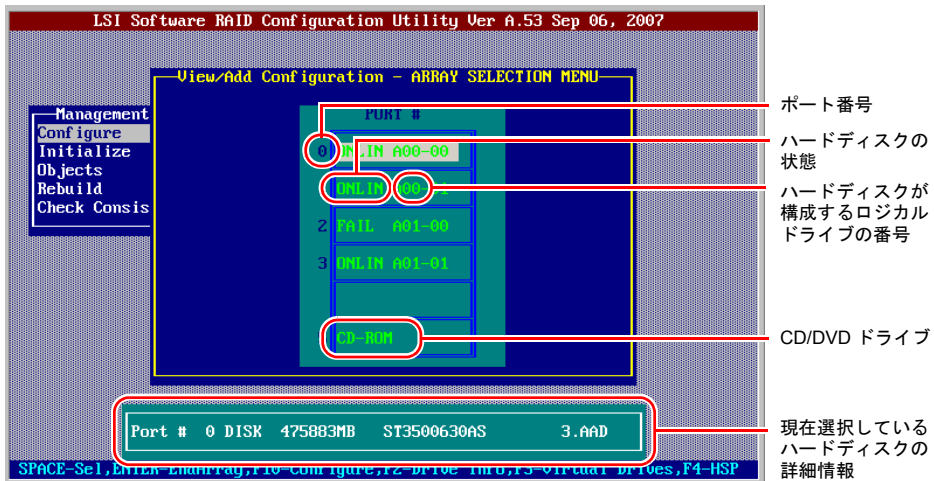 LSI Software RAID Configuration Utility Ver A.53 Sep 06, 2007
View/Add Configuration - ARRAY SELECTION MENU
Management
Configure
Initialize
Objects
Rebuild
Check Consis
PORT #
0 ONLIN A00-00
ONLIN A00-01
2 FAIL A01-00
3 ONLIN A01-01
CD-ROM
Port # 0 DISK 475883MB ST3500630AS 3.AAD
SPACE-Sel,ENTER-EndArray,F10-Configure,F2-Drive Info,F3-Virtual Drives,F4-HSP
ポート番号
ハードディスクの
状態
ハードディスクが
構成するロジカル
ドライブの番号
CD/DVD ドライブ
現在選択している
ハードディスクの
詳細情報